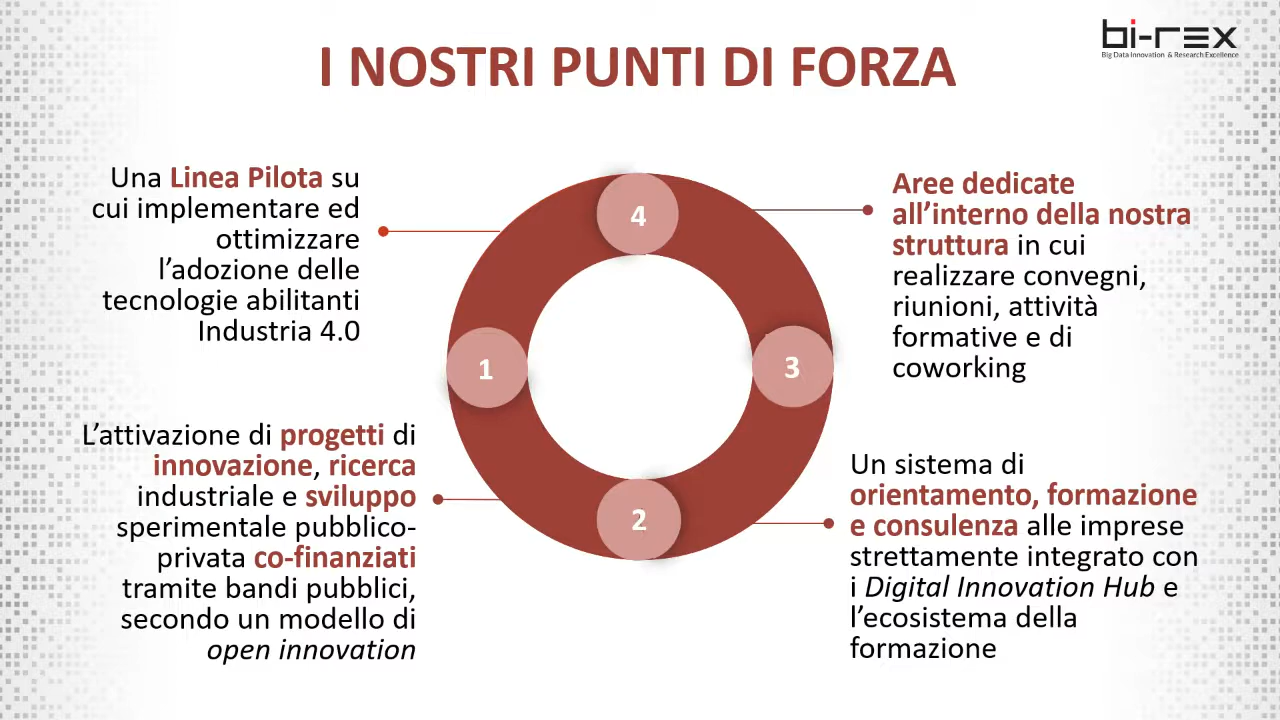 bi-rex
Big Data Innovation & Research Excellence
I NOSTRI PUNTI DI FORZA
Una Linea Pilota su
cui implementare ed
ottimizzare
l’adozione delle
tecnologie abilitanti
Industria 4.0
L’attivazione di progetti di
innovazione, ricerca
industriale e sviluppo
sperimentale pubblico-
privata co-finanziati
tramite bandi pubblici,
secondo un modello di
open innovation
4
1
3
2
Aree dedicate
all’interno della nostra
struttura in cui
realizzare convegni,
riunioni, attività
formative e di
coworking
Un sistema di
orientamento, formazione
e consulenza alle imprese
strettamente integrato con
i Digital Innovation Hub e
l’ecosistema della
formazione